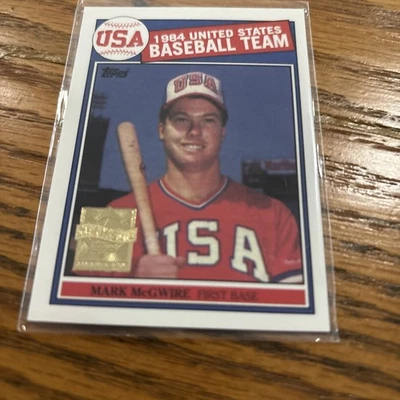 USA
1984 UNITED STATES
BASEBALL TEAM
Topps
USA
USA
MARK McGWIRE FIRST BASE